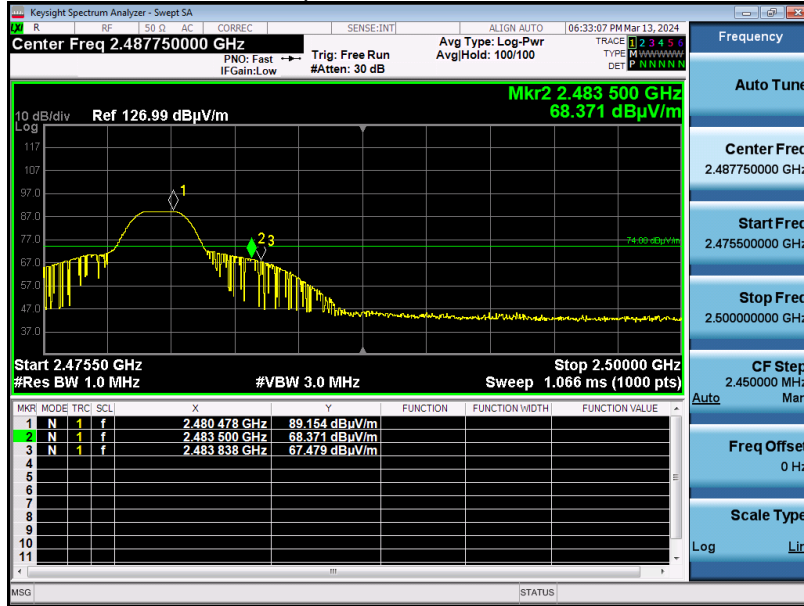 Keysight Spectrum Analyzer - Swept SA
LXI R RF 50 Ω AC CORREC SENSE:INT ALIGN AUTO 06:33:07 PM Mar 13, 2024
Center Freq 2.487750000 GHz
PNO: Fast
IFGain:Low
Trig: Free Run
#Atten: 30 dB
Avg Type: Log-Pwr
Avg|Hold: 100/100
TRACE 1 2 3 4 5 6
TYPE M WWWWW
DET P N N N N N
Mkr2 2.483 500 GHz
68.371 dBµV/m
10 dB/div Ref 126.99 dBµV/m
Log
117
107
97.0
87.0
77.0
67.0
57.0
47.0
37.0
1
2 3
74.00 dBµV/m
Start 2.47550 GHz Stop 2.50000 GHz
#Res BW 1.0 MHz #VBW 3.0 MHz Sweep 1.066 ms (1000 pts)
MKR MODE TRC SCL X Y FUNCTION FUNCTION WIDTH FUNCTION VALUE
1 N 1 f 2.480 478 GHz 89.154 dBµV/m
2 N 1 f 2.483 500 GHz 68.371 dBµV/m
3 N 1 f 2.483 838 GHz 67.479 dBµV/m
4
5
6
7
8
9
10
11
MSG STATUS
Frequency
Auto Tune
Center Freq
2.487750000 GHz
Start Freq
2.475500000 GHz
Stop Freq
2.500000000 GHz
CF Step
2.450000 MHz
Auto Man
Freq Offset
0 Hz
Scale Type
Log Lin